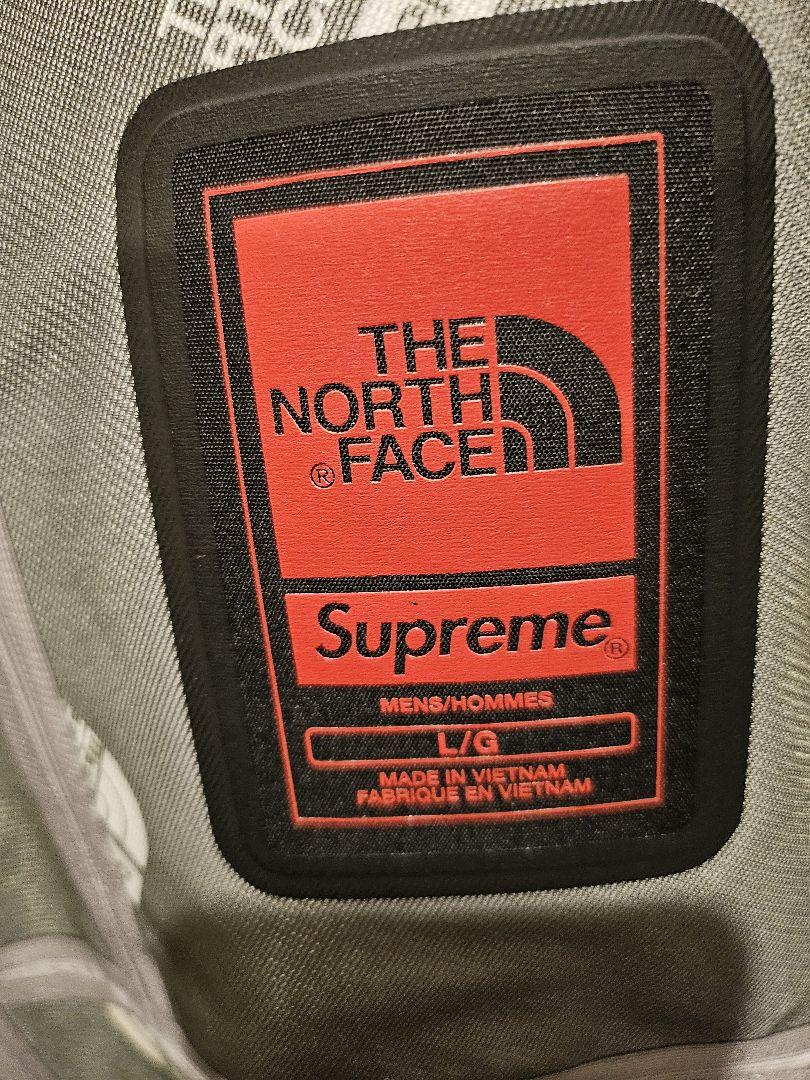 THE
NORTH
® FACE
Supreme ®
MENS/HOMMES
L/G
MADE IN VIETNAM
FABRIQUE EN VIETNAM